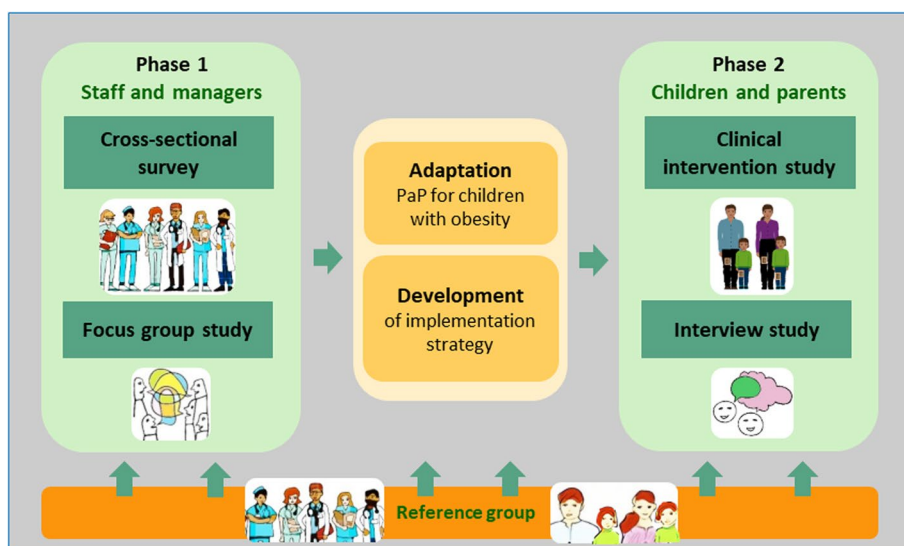 Phase 1
Staff and managers
Cross-sectional
survey
Focus group study
Adaptation
PaP for children
with obesity
Development
of implementation
strategy
Phase 2
Children and parents
Clinical
intervention study
Interview study
Reference group